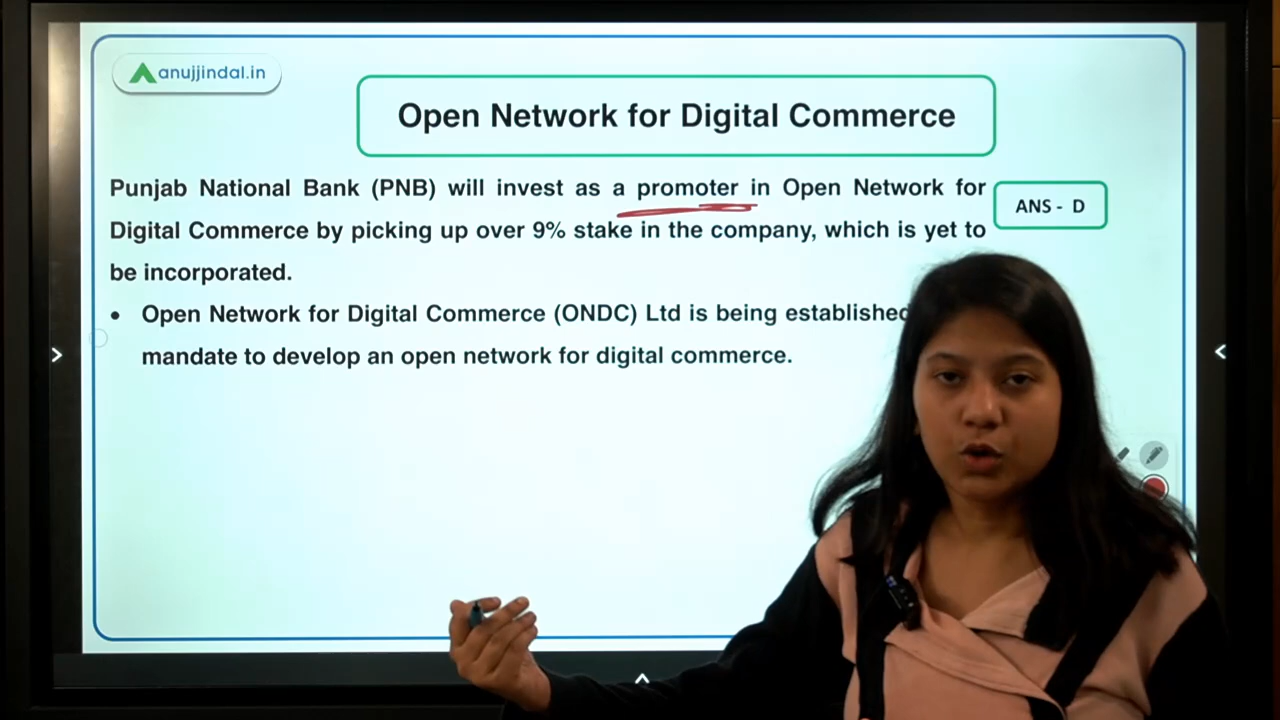 anujjindal.in
Open Network for Digital Commerce
Punjab National Bank (PNB) will invest as a promoter in Open Network for
Digital Commerce by picking up over 9% stake in the company, which is yet to
be incorporated.
ANS - D
• Open Network for Digital Commerce (ONDC) Ltd is being established
mandate to develop an open network for digital commerce.